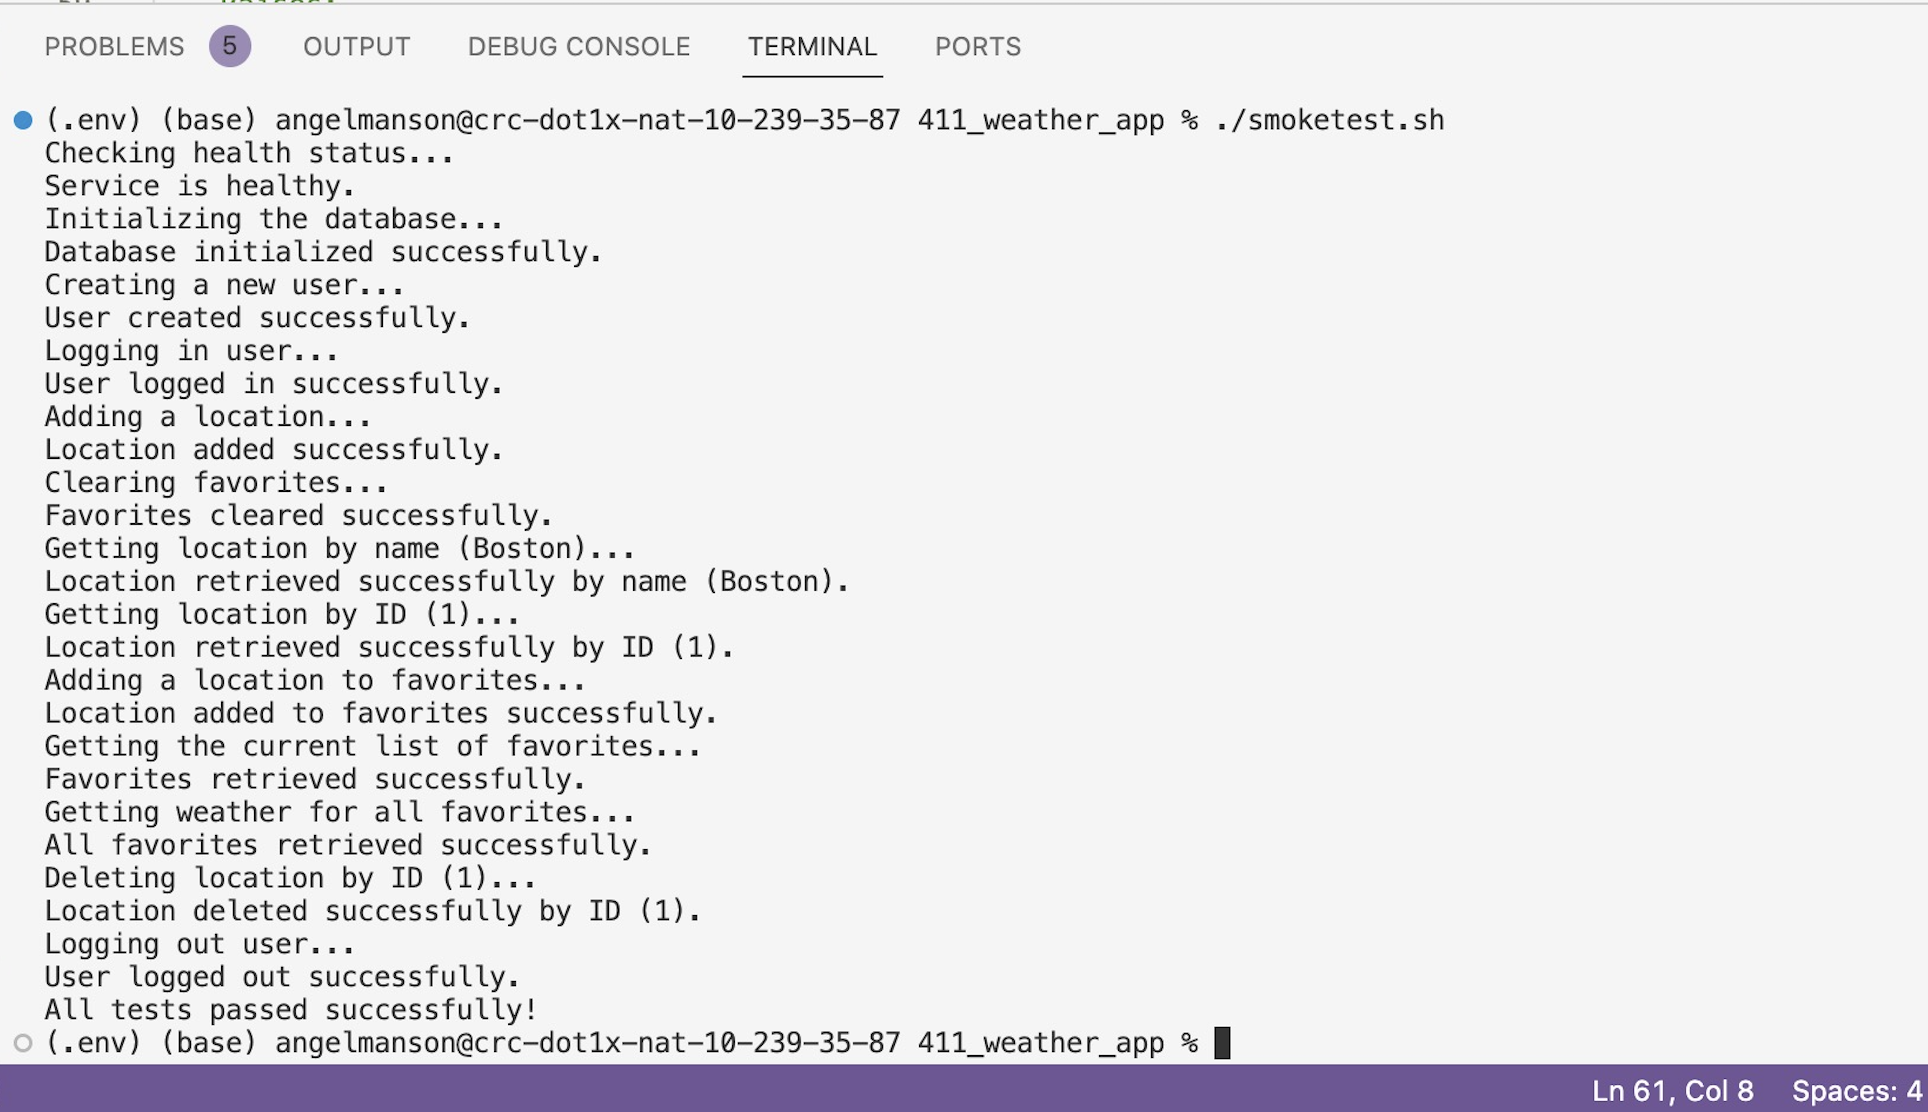 PROBLEMS 5 OUTPUT DEBUG CONSOLE TERMINAL PORTS
(.env) (base) angelmanson@crc-dot1x-nat-10-239-35-87 411_weather_app % ./smoketest.sh
Checking health status...
Service is healthy.
Initializing the database...
Database initialized successfully.
Creating a new user...
User created successfully.
Logging in user...
User logged in successfully.
Adding a location...
Location added successfully.
Clearing favorites...
Favorites cleared successfully.
Getting location by name (Boston)...
Location retrieved successfully by name (Boston).
Getting location by ID (1)...
Location retrieved successfully by ID (1).
Adding a location to favorites...
Location added to favorites successfully.
Getting the current list of favorites...
Favorites retrieved successfully.
Getting weather for all favorites...
All favorites retrieved successfully.
Deleting location by ID (1)...
Location deleted successfully by ID (1).
Logging out user...
User logged out successfully.
All tests passed successfully!
(.env) (base) angelmanson@crc-dot1x-nat-10-239-35-87 411_weather_app %
Ln 61, Col 8 Spaces: 4